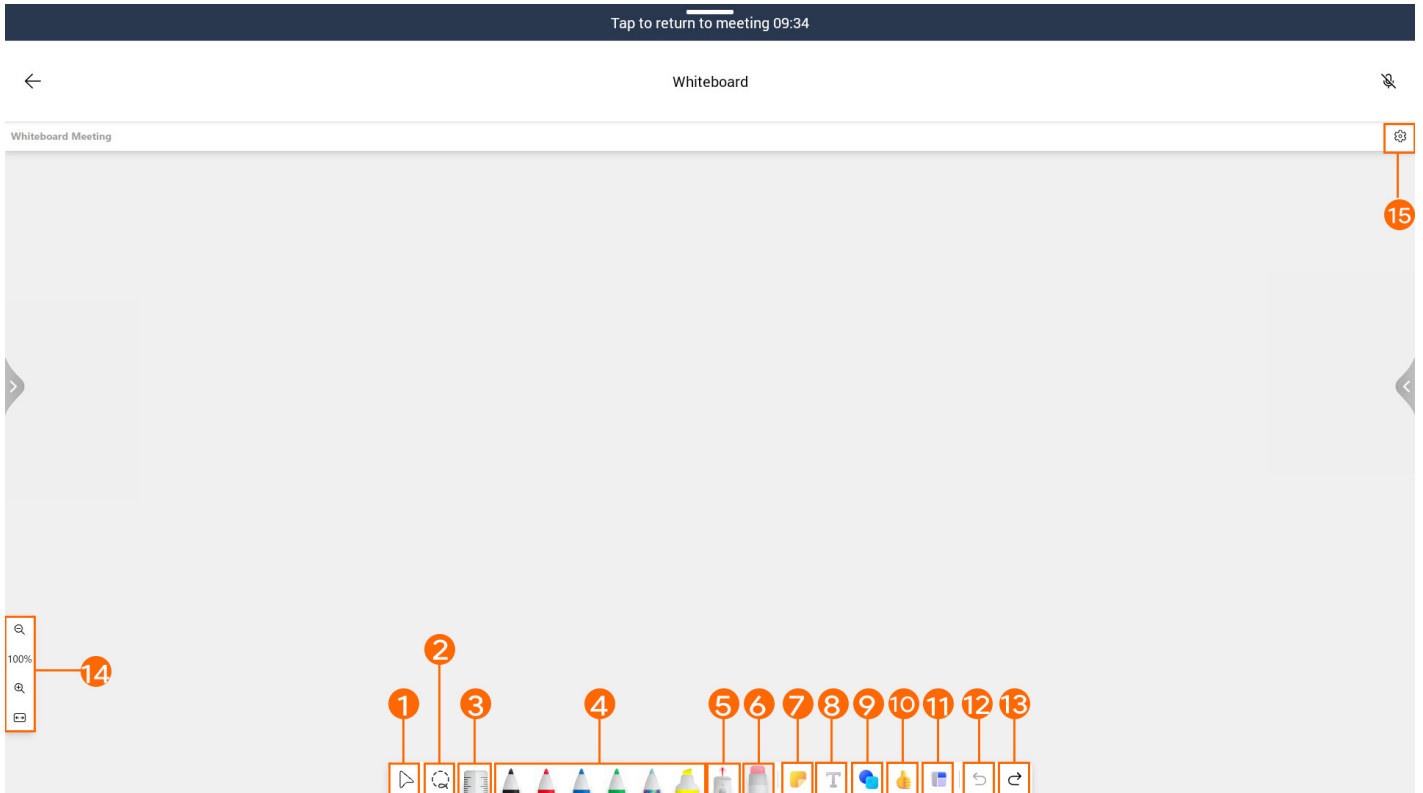 Tap to return to meeting 09:34
Whiteboard
Whiteboard Meeting
15
100%
14
2
1 3 4 5 6 7 8 9 10 11 12 13
T